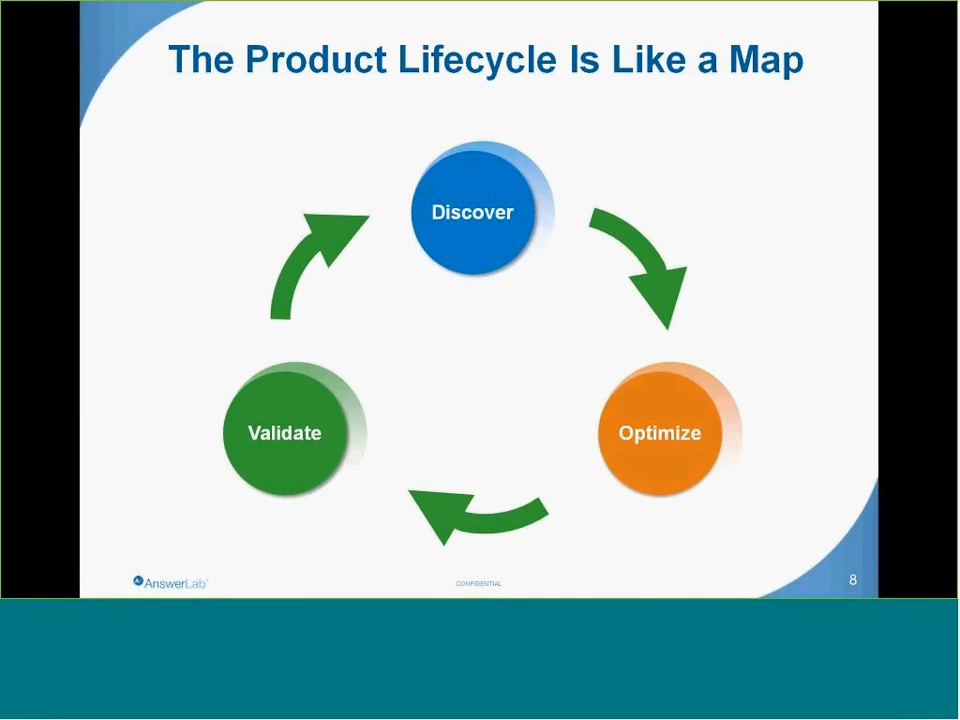 The Product Lifecycle Is Like a Map
Discover
Validate
Optimize
AnswerLab
CONFIDENTIAL
8